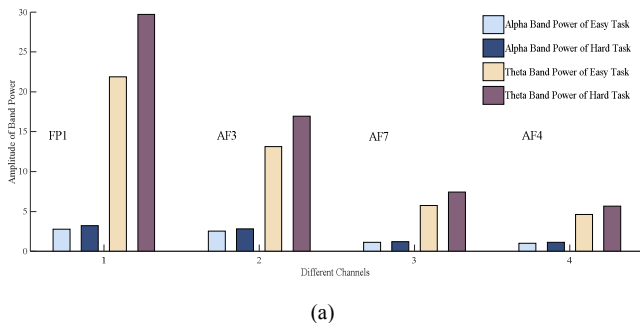 30
25
20
15
10
5
0
Amplitude of Band Power
Alpha Band Power of Easy Task
Alpha Band Power of Hard Task
Theta Band Power of Easy Task
Theta Band Power of Hard Task
FP1
AF3
AF7
AF4
1
2
3
4
Different Channels
(a)